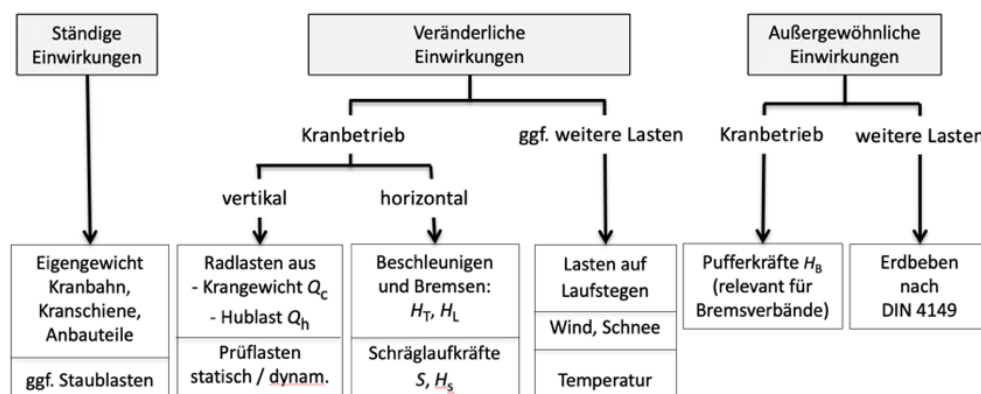 Ständige
Einwirkungen
Veränderliche
Einwirkungen
Außergewöhnliche
Einwirkungen
Kranbetrieb
ggf. weitere Lasten
Kranbetrieb
weitere Lasten
vertikal
horizontal
Eigengewicht
Kranbahn,
Kranschiene,
Anbauteile
ggf. Staublasten
Radlasten aus
- Krangewicht Qc
- Hublast Qh
Prüflasten
statisch / dynam.
Beschleunigen
und Bremsen:
HT, HL
Schräglaufkräfte
S, Hs
Lasten auf
Laufstegen
Wind, Schnee
Temperatur
Pufferkräfte HB
(relevant für
Bremsverbände)
Erdbeben
nach
DIN 4149